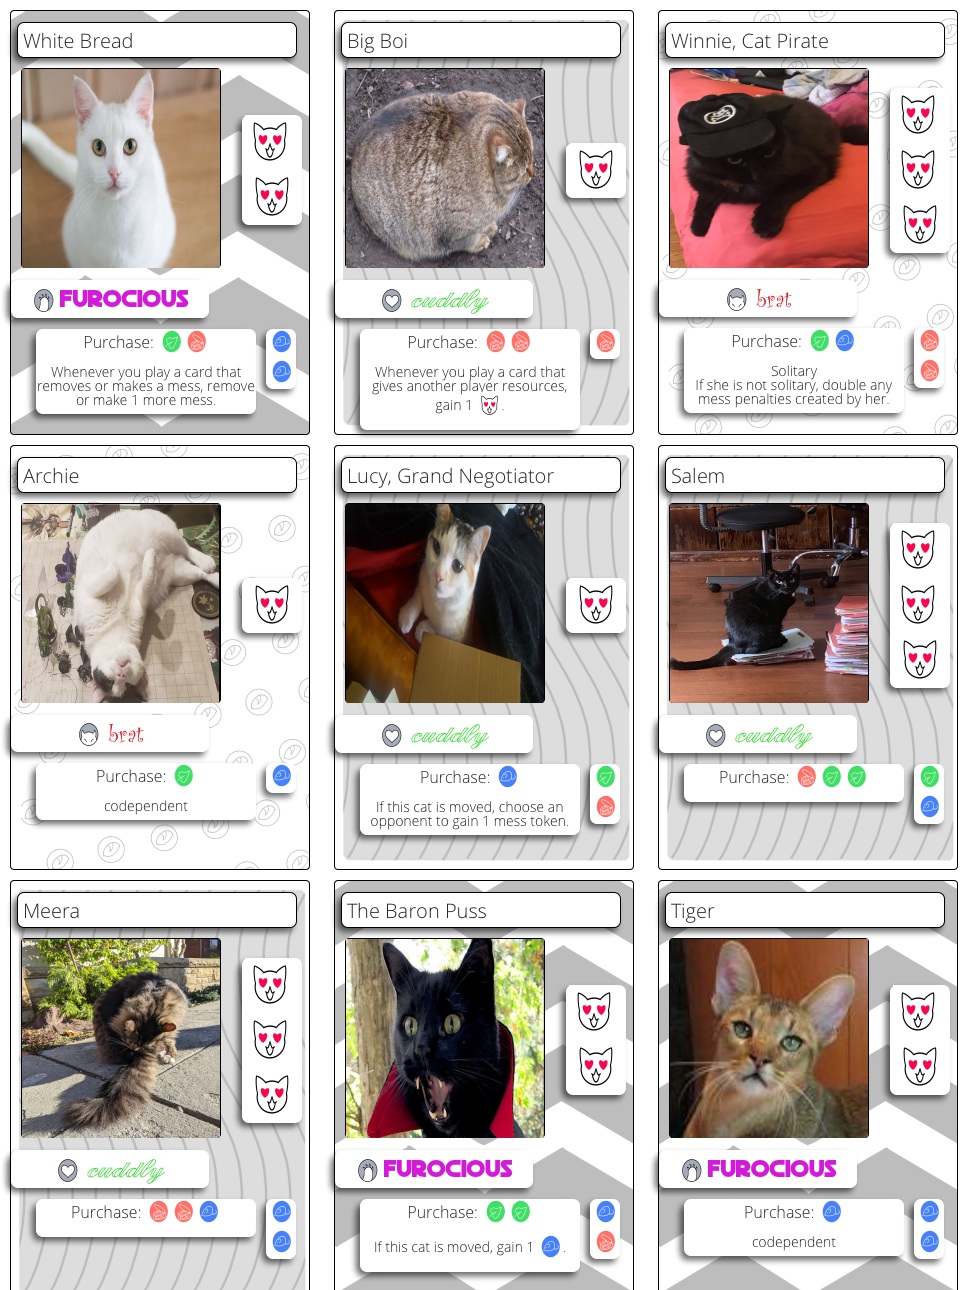 White Bread
FUROCIOUS
Purchase:
Whenever you play a card that
removes or makes a mess, remove
or make 1 more mess.
Big Boi
cuddly
Purchase:
Whenever you play a card that
gives another player resources,
gain 1 .
Winnie, Cat Pirate
brat
Purchase:
Solitary
If she is not solitary, double any
mess penalties created by her.
Archie
brat
Purchase:
codependent
Lucy, Grand Negotiator
cuddly
Purchase:
If this cat is moved, choose an
opponent to gain 1 mess token.
Salem
cuddly
Purchase:
Meera
cuddly
Purchase:
The Baron Puss
FUROCIOUS
Purchase:
If this cat is moved, gain 1 .
Tiger
FUROCIOUS
Purchase:
codependent